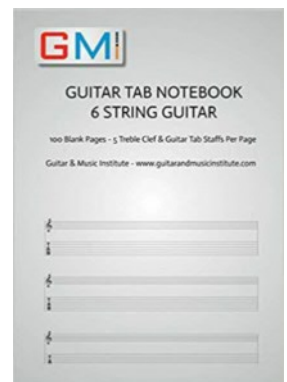 GMi
GUITAR TAB NOTEBOOK
6 STRING GUITAR
100 Blank Pages - 5 Treble Clef & Guitar Tab Staffs Per Page
Guitar & Music Institute - www.guitarandmusicinstitute.com
T
A
B
T
A
B
T
A
B